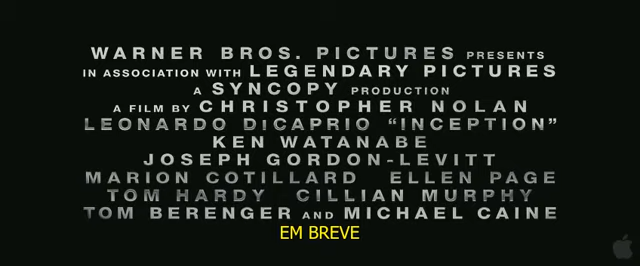 WARNER BROS. PICTURES PRESENTS
IN ASSOCIATION WITH LEGENDARY PICTURES
A SYNCOPY PRODUCTION
A FILM BY CHRISTOPHER NOLAN
LEONARDO DiCAPRIO “INCEPTION”
KEN WATANABE
JOSEPH GORDON-LEVITT
MARION COTILLARD ELLEN PAGE
TOM HARDY CILLIAN MURPHY
TOM BERENGER AND MICHAEL CAINE
EM BREVE